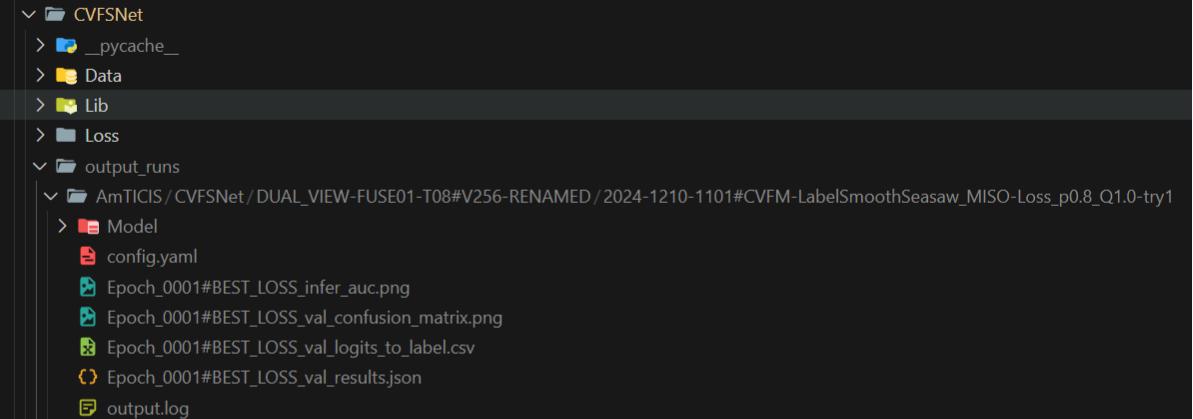 CVFSNet
__pycache__
Data
Lib
Loss
output_runs
AmTICIS / CVFSNet / DUAL_VIEW-FUSE01-T08#V256-RENAMED / 2024-1210-1101#CVFM-LabelSmoothSeasaw_MISO-Loss_p0.8_Q1.0-try1
Model
config.yaml
Epoch_0001#BEST_LOSS_infer_auc.png
Epoch_0001#BEST_LOSS_val_confusion_matrix.png
Epoch_0001#BEST_LOSS_val_logits_to_label.csv
Epoch_0001#BEST_LOSS_val_results.json
output.log